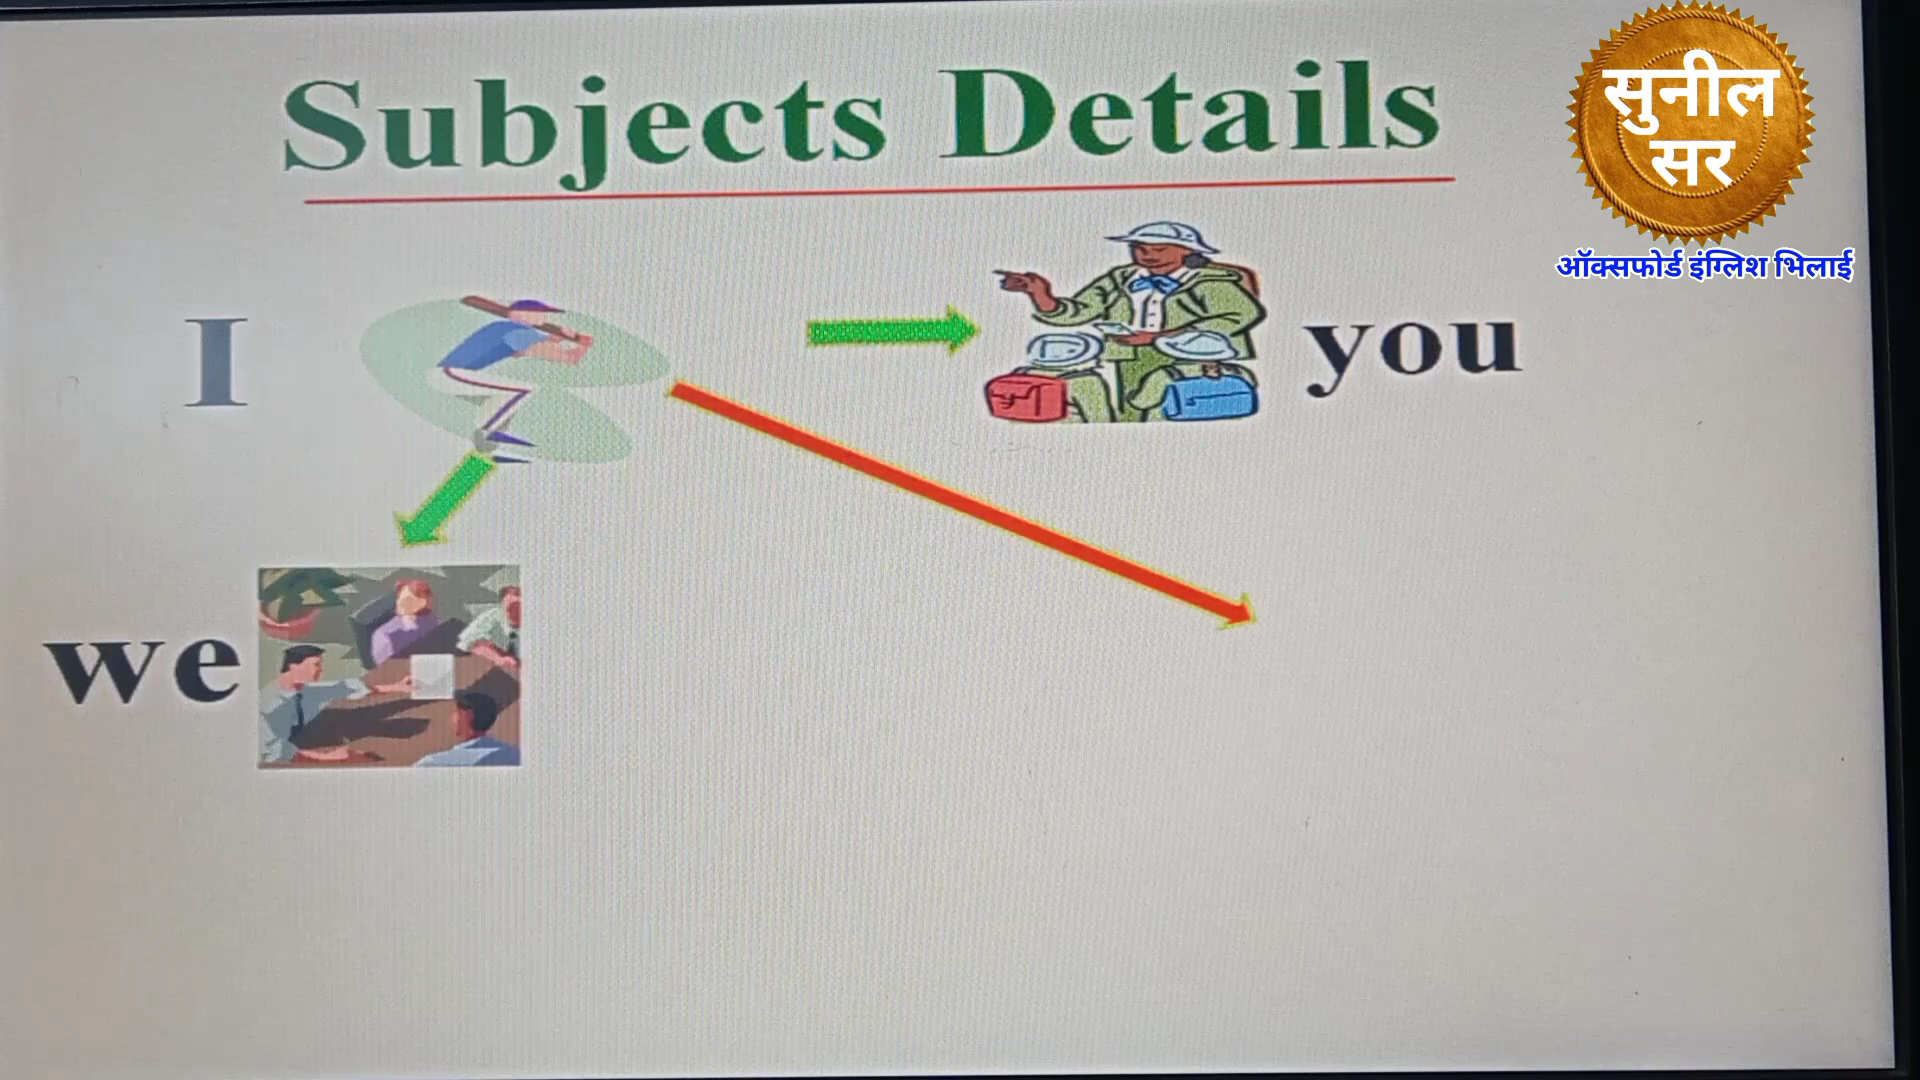 Subjects Details
सुनील
सर
ऑक्सफोर्ड इंग्लिश भिलाई
I
you
we